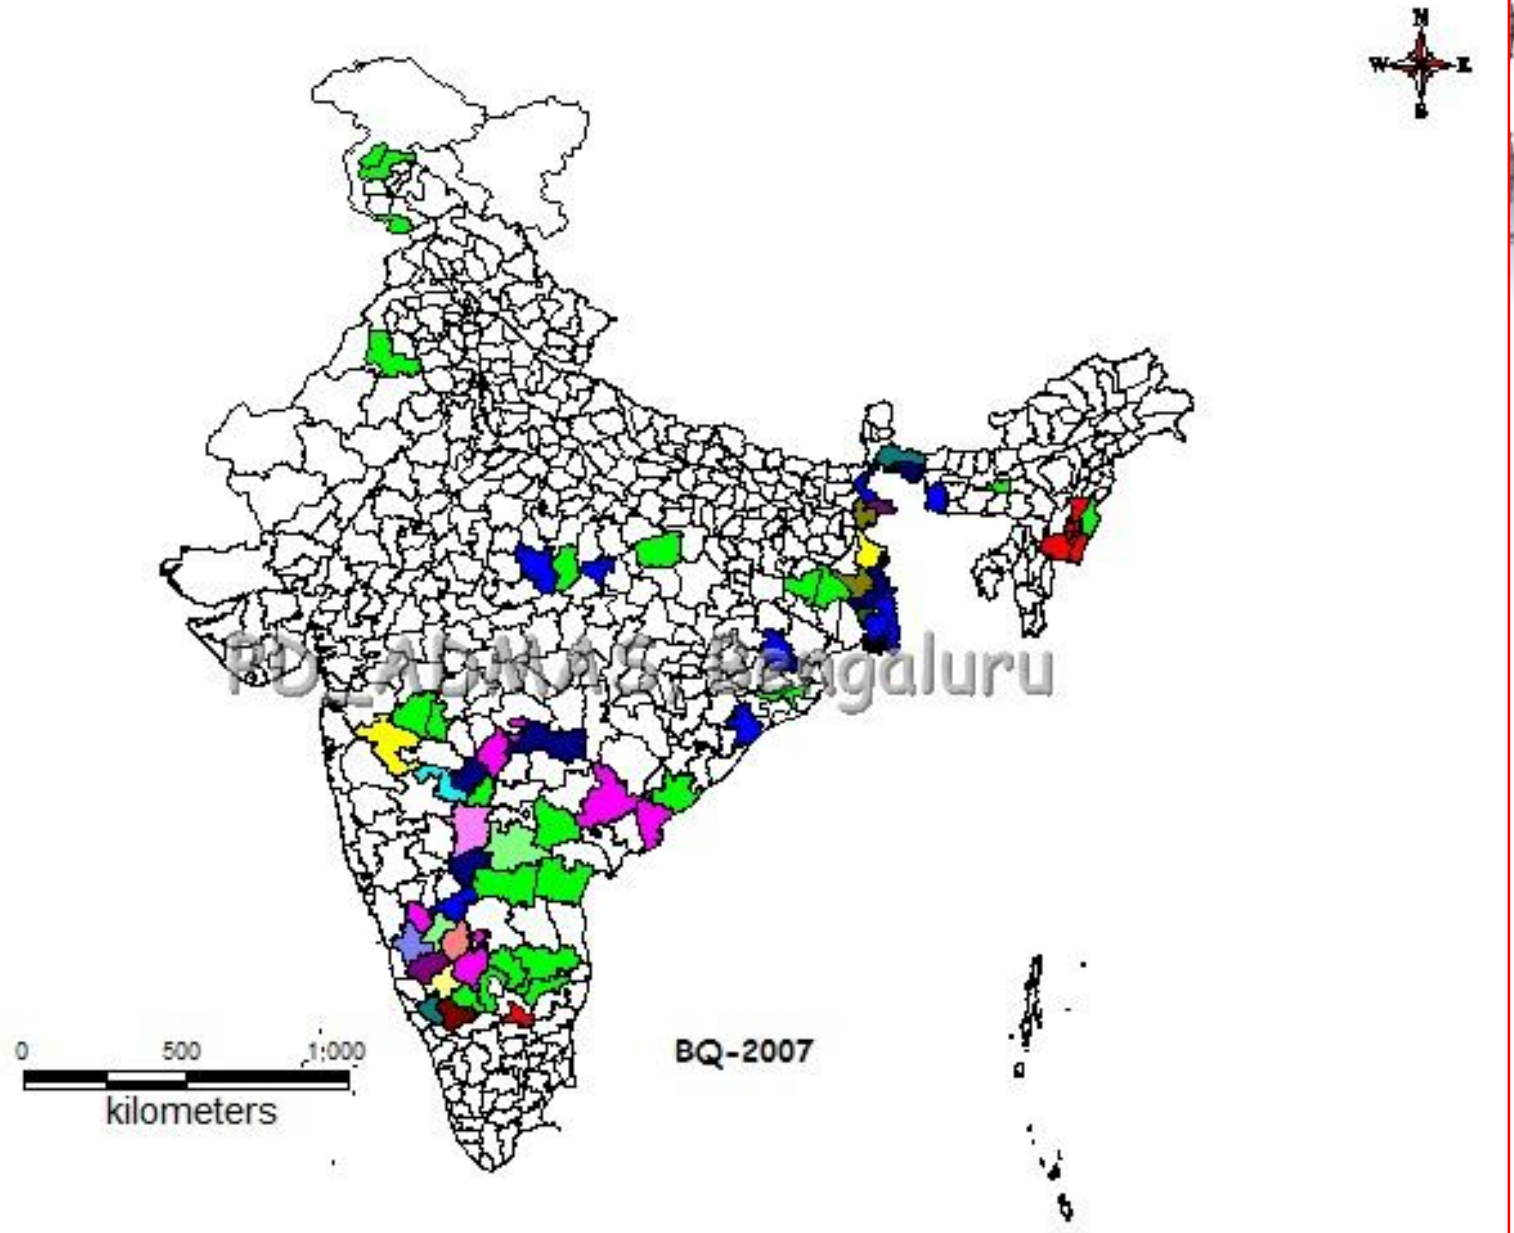 N
W E
S
PD_ADMAS, Bengaluru
BQ-2007
0 500 1,000
kilometers